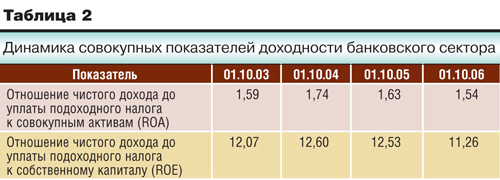 Таблица 2
Динамика совокупных показателей доходности банковского сектора
Показатель 01.10.03 01.10.04 01.10.05 01.10.06
Отношение чистого дохода до 1,59 1,74 1,63 1,54
уплаты подоходного налога
к совокупным активам (ROA)
Отношение чистого дохода до 12,07 12,60 12,53 11,26
уплаты подоходного налога
к собственному капиталу (ROE)